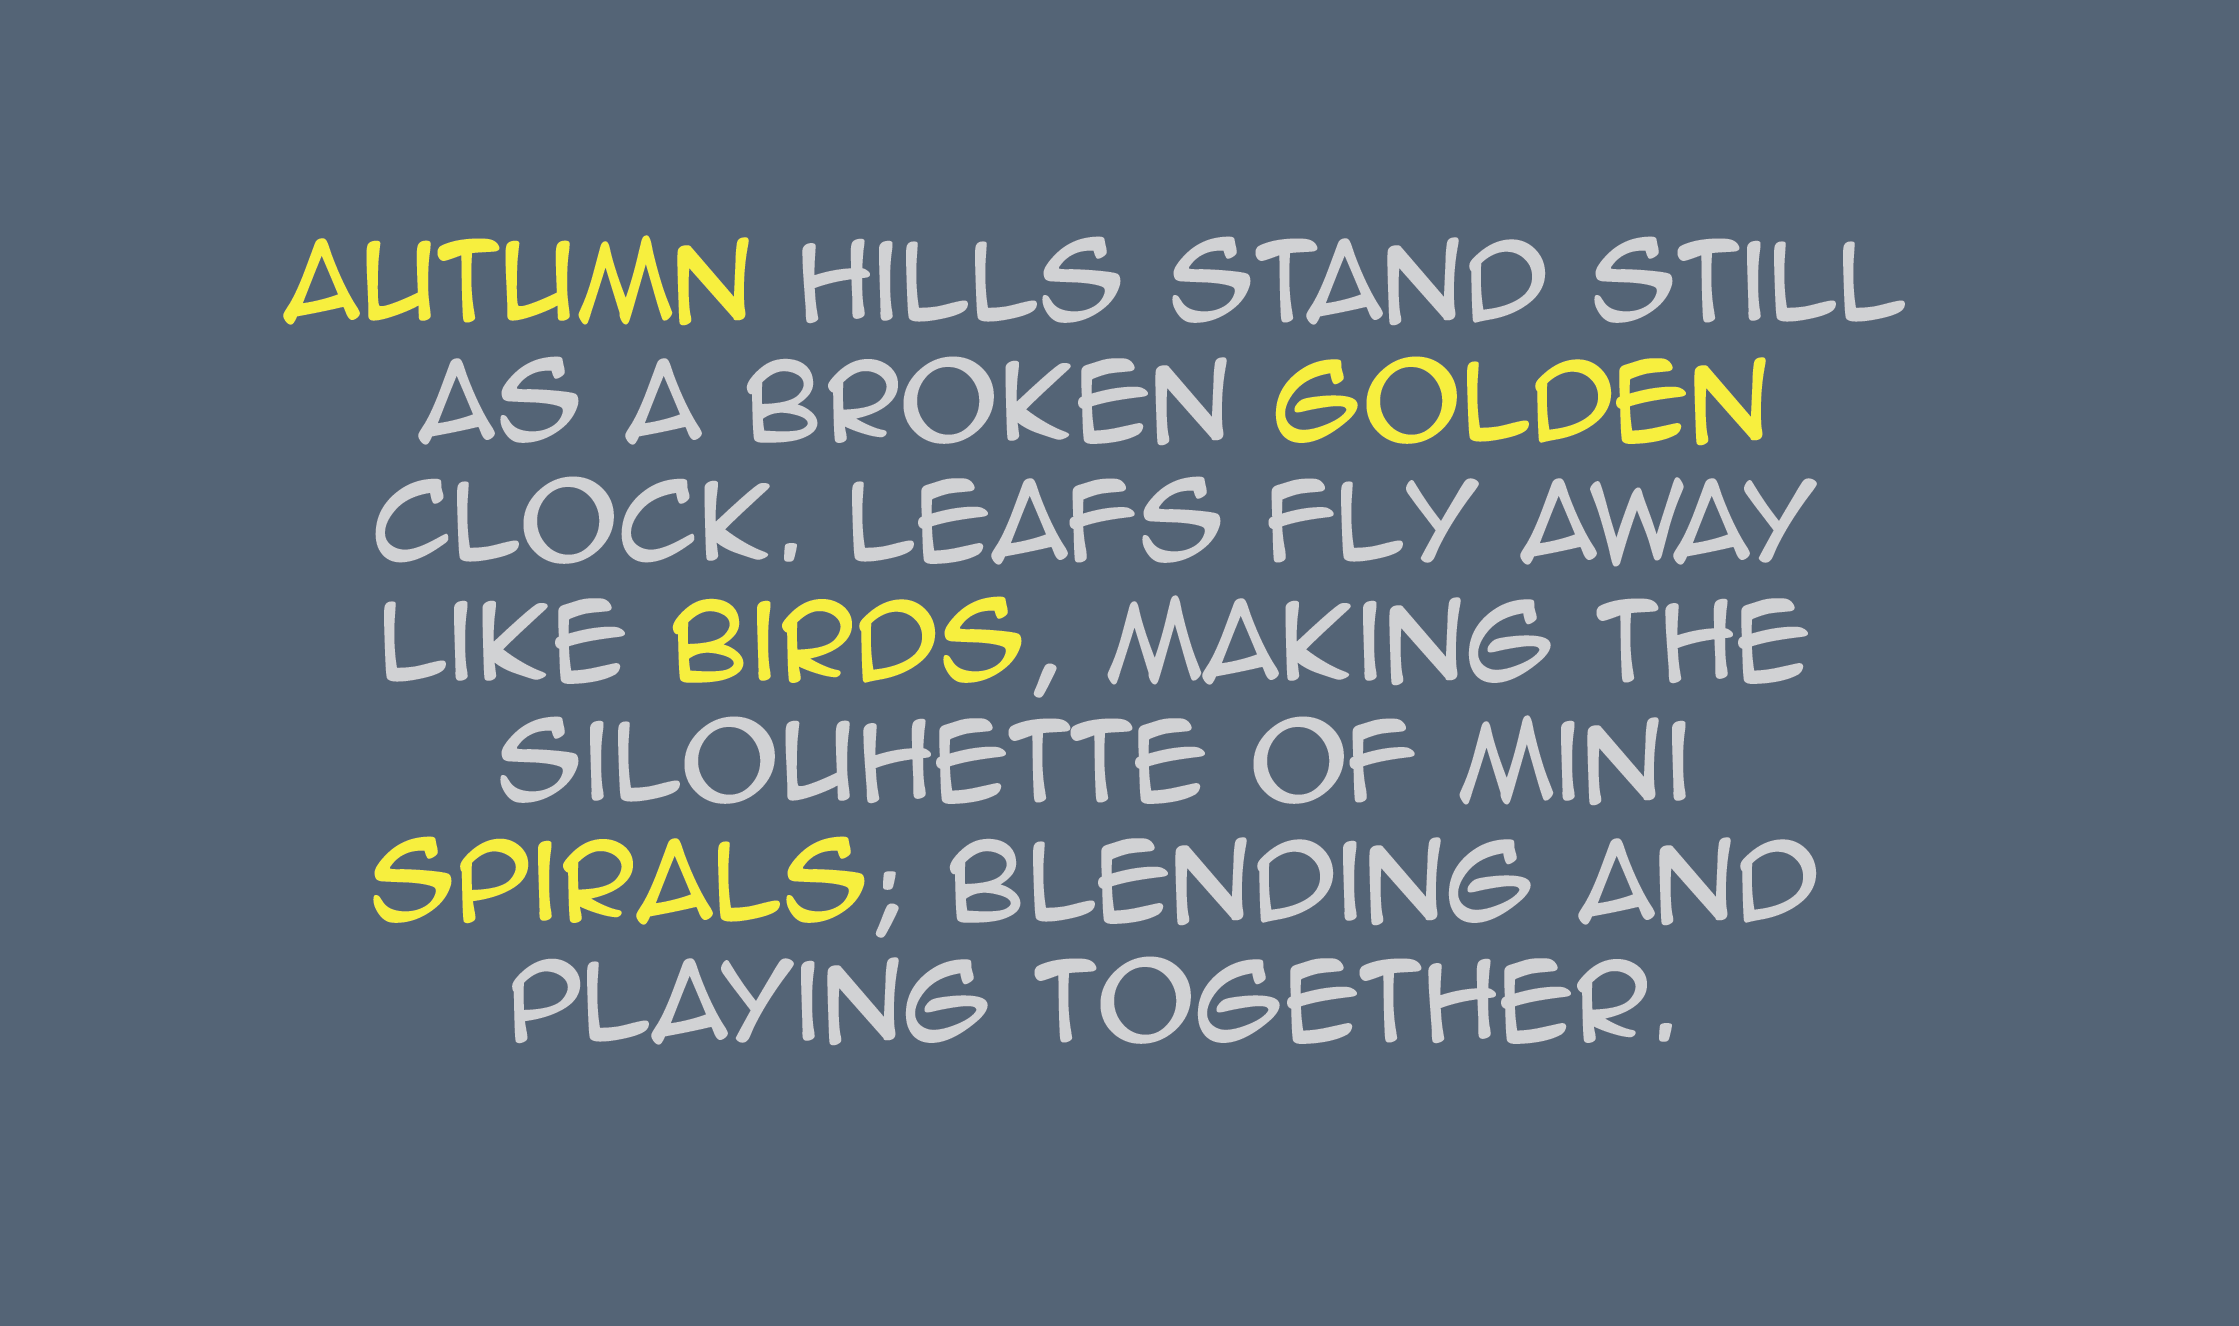 AUTUMN HILLS STAND STILL
AS A BROKEN GOLDEN
CLOCK. LEAFS FLY AWAY
LIKE BIRDS, MAKING THE
SILOUHETTE OF MINI
SPIRALS; BLENDING AND
PLAYING TOGETHER.